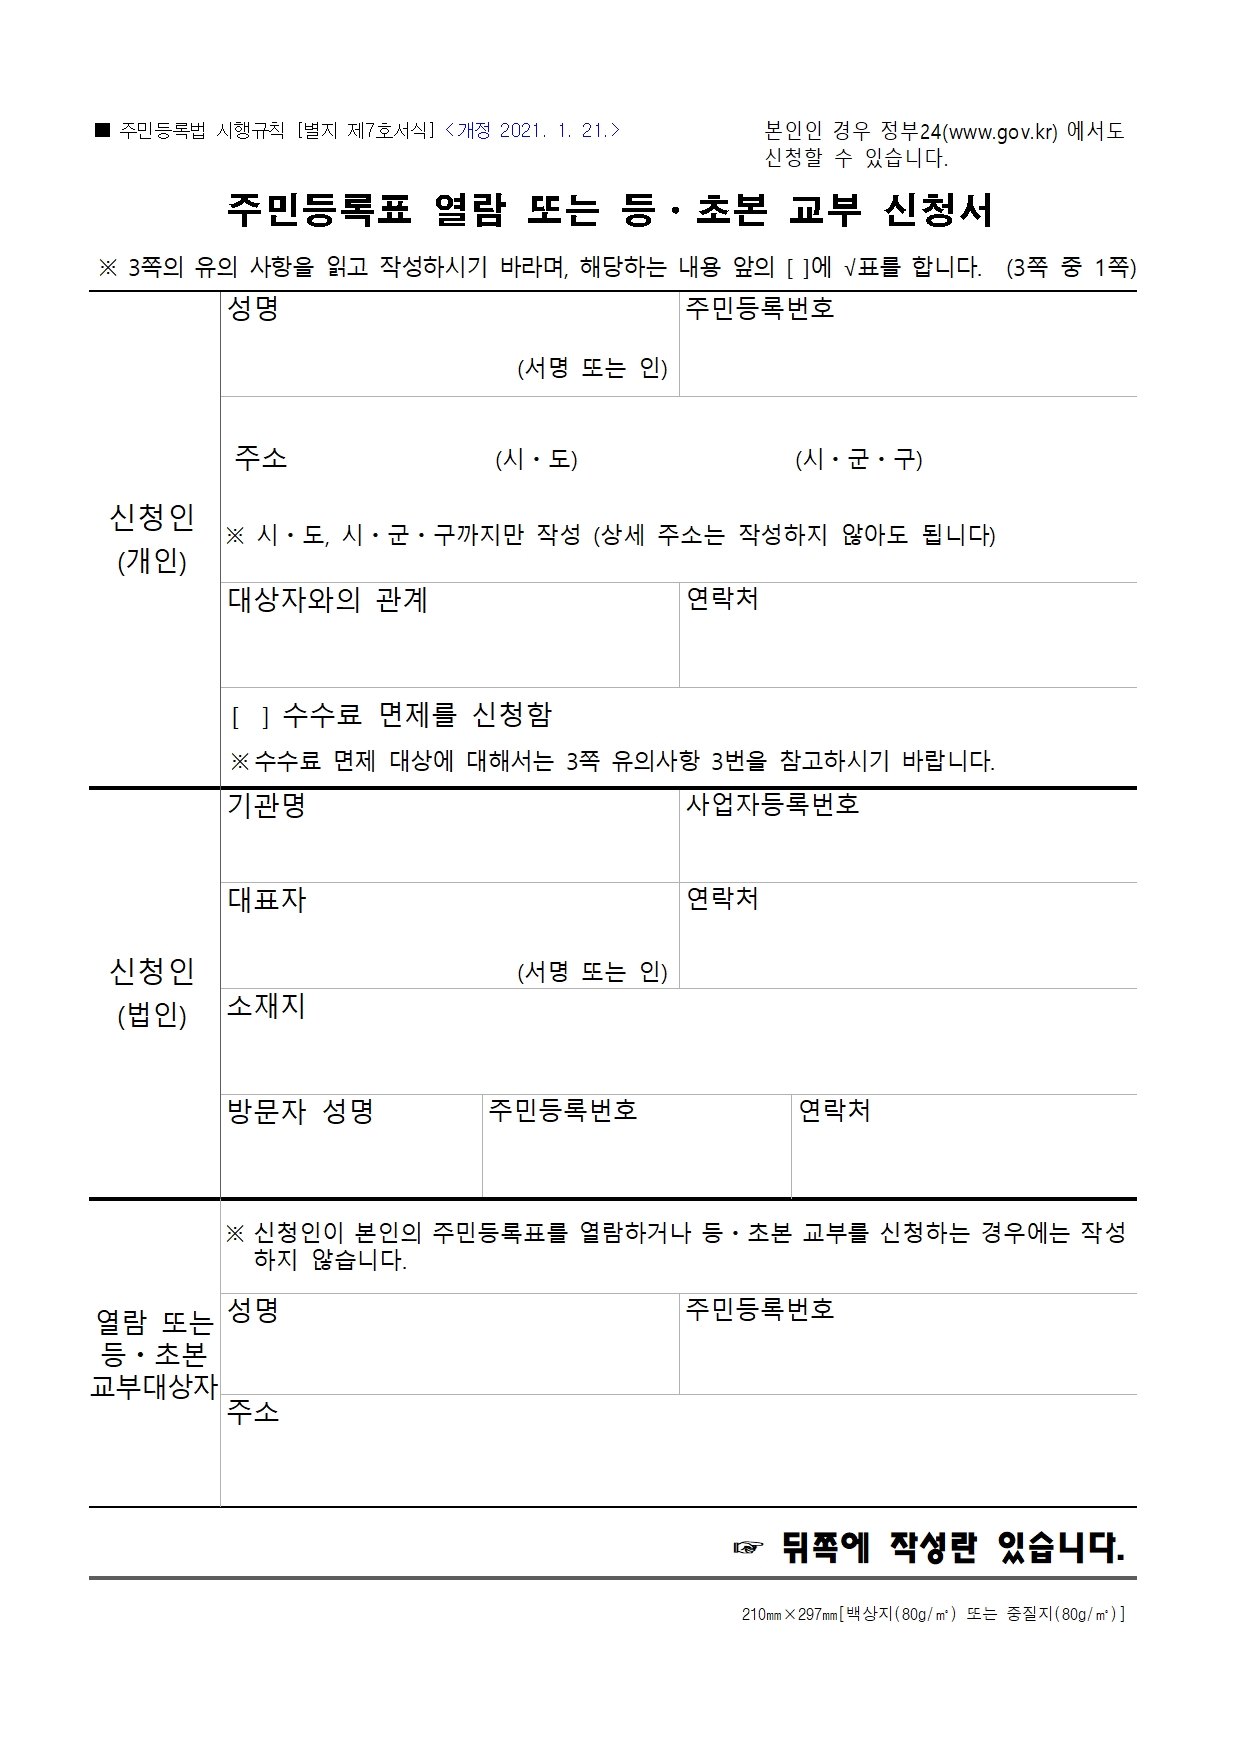 ■ 주민등록법 시행규칙 [별지 제7호서식] <개정 2021. 1. 21.>
본인인 경우 정부24(www.gov.kr) 에서도
신청할 수 있습니다.
주민등록표 열람 또는 등·초본 교부 신청서
※ 3쪽의 유의 사항을 읽고 작성하시기 바라며, 해당하는 내용 앞의 [ ]에 √표를 합니다. (3쪽 중 1쪽)
신청인
(개인)
성명
(서명 또는 인)
주민등록번호
주소 (시·도) (시·군·구)
※ 시·도, 시·군·구까지만 작성 (상세 주소는 작성하지 않아도 됩니다)
대상자와의 관계
연락처
[ ] 수수료 면제를 신청함
※ 수수료 면제 대상에 대해서는 3쪽 유의사항 3번을 참고하시기 바랍니다.
신청인
(법인)
기관명
사업자등록번호
대표자
(서명 또는 인)
연락처
소재지
방문자 성명
주민등록번호
연락처
열람 또는
등·초본
교부대상자
※ 신청인이 본인의 주민등록표를 열람하거나 등·초본 교부를 신청하는 경우에는 작성
하지 않습니다.
성명
주민등록번호
주소
☞ 뒤쪽에 작성란 있습니다.
210㎜×297㎜[백상지(80g/㎡) 또는 중질지(80g/㎡)]